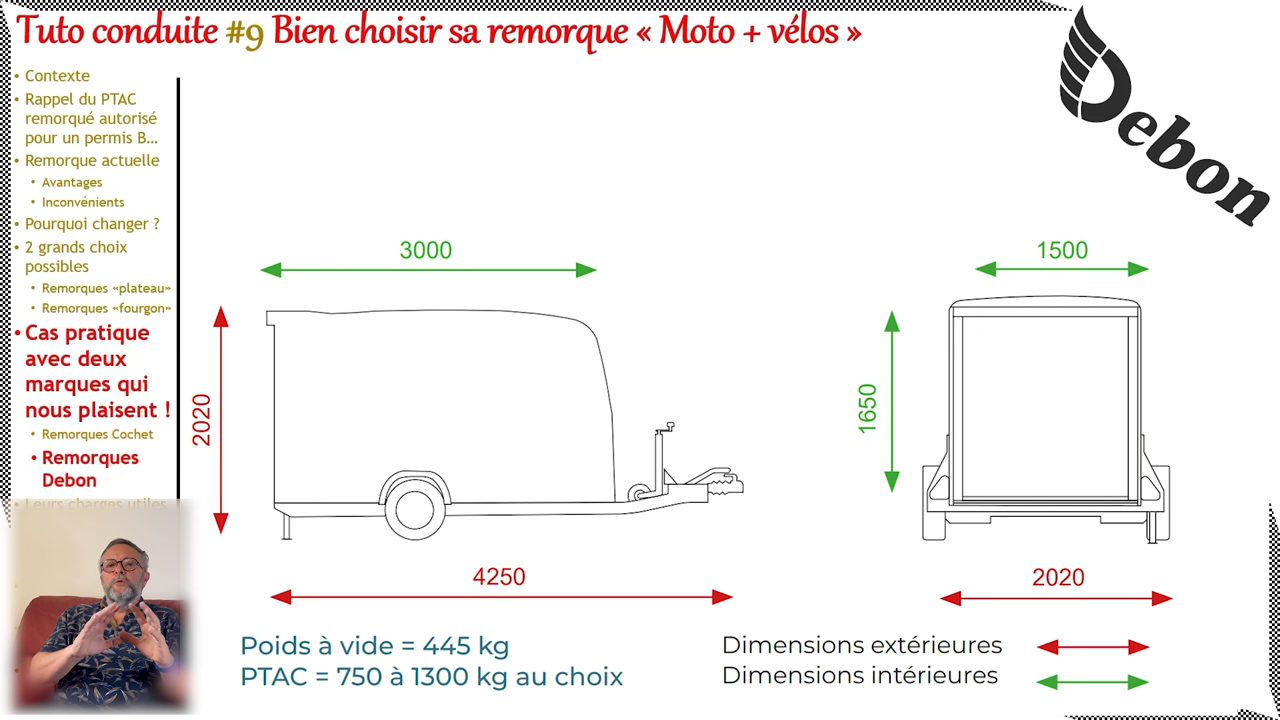 Tuto conduite #9 Bien choisir sa remorque « Moto + vélos »
Debon
• Contexte
• Rappel du PTAC
remorqué autorisé
pour un permis B…
• Remorque actuelle
• Avantages
• Inconvénients
• Pourquoi changer ?
• 2 grands choix
possibles
• Remorques «plateau»
• Remorques «fourgon»
• Cas pratique
avec deux
marques qui
nous plaisent !
• Remorques Cochet
• Remorques
Debon
• Leurs charges utiles
3000
2020
4250
1500
1650
2020
Poids à vide = 445 kg
PTAC = 750 à 1300 kg au choix
Dimensions extérieures
Dimensions intérieures